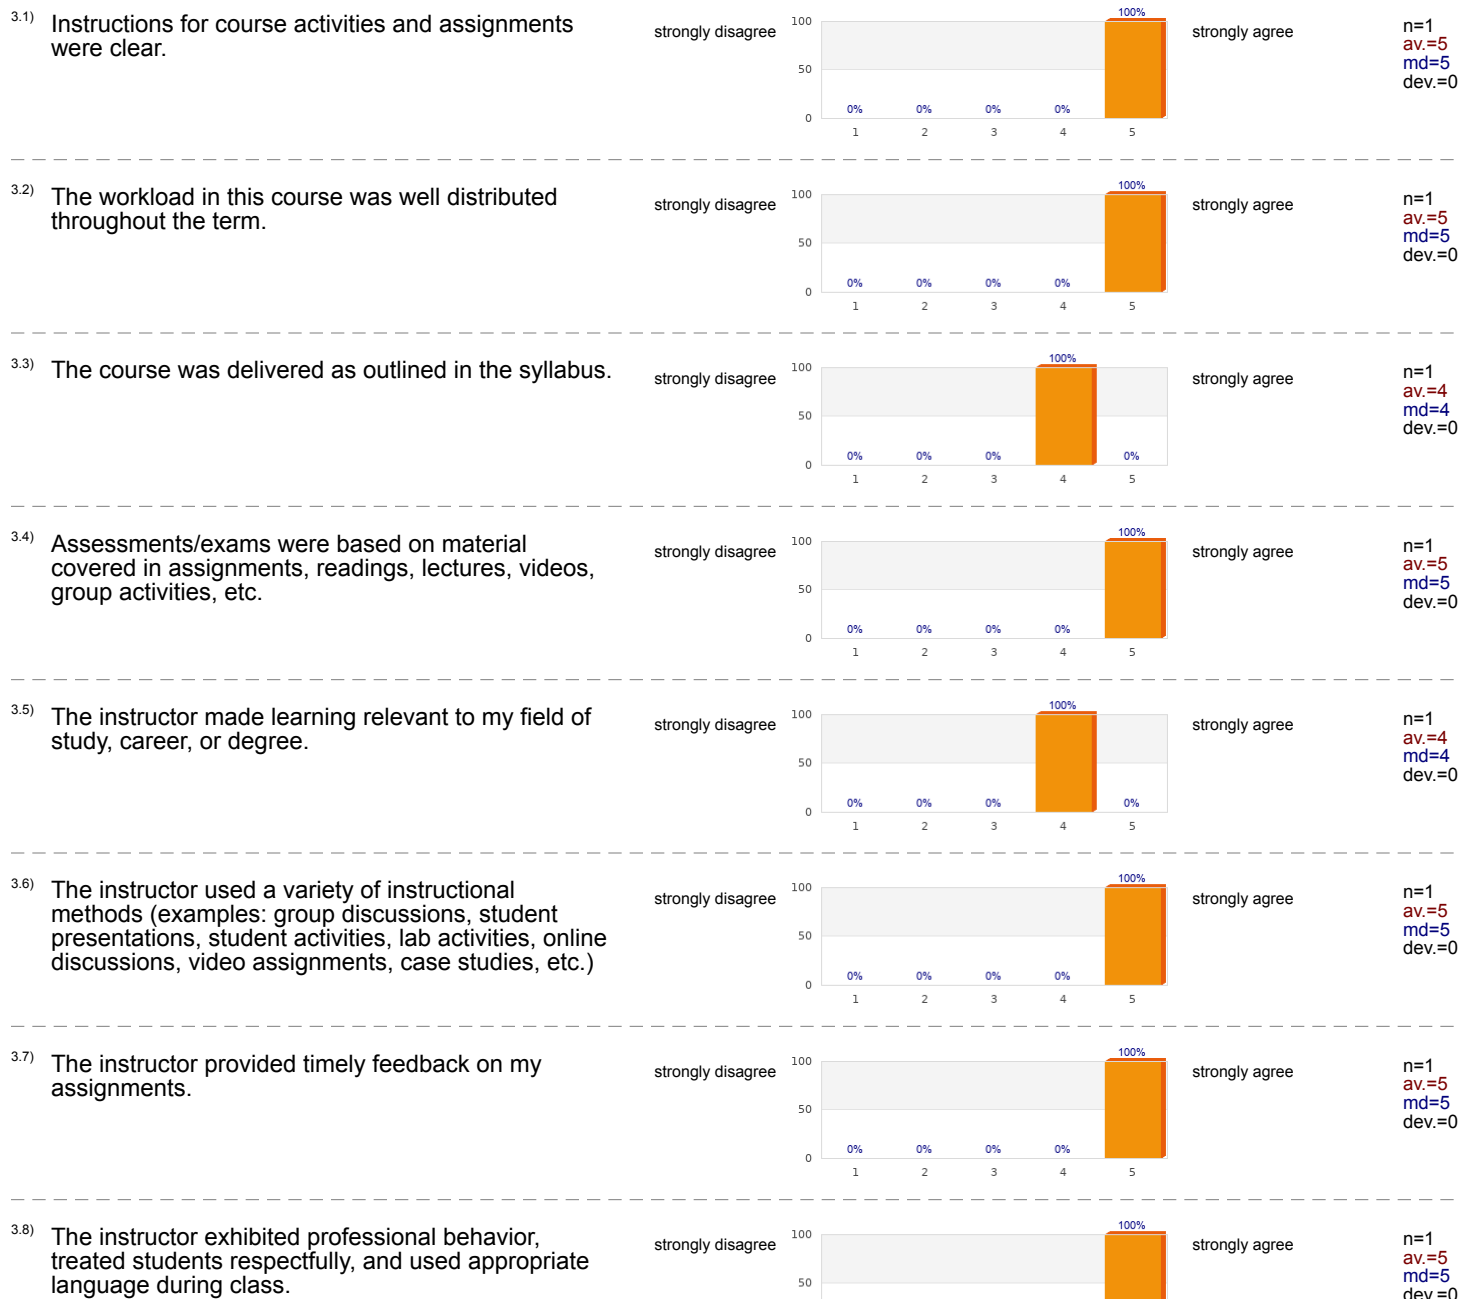 3.1) Instructions for course activities and assignments
were clear.
strongly disagree
100
50
0
0% 0% 0% 0% 100%
1 2 3 4 5
strongly agree
n=1
av.=5
md=5
dev.=0
3.2) The workload in this course was well distributed
throughout the term.
strongly disagree
100
50
0
0% 0% 0% 0% 100%
1 2 3 4 5
strongly agree
n=1
av.=5
md=5
dev.=0
3.3) The course was delivered as outlined in the syllabus.
strongly disagree
100
50
0
0% 0% 0% 100% 0%
1 2 3 4 5
strongly agree
n=1
av.=4
md=4
dev.=0
3.4) Assessments/exams were based on material
covered in assignments, readings, lectures, videos,
group activities, etc.
strongly disagree
100
50
0
0% 0% 0% 0% 100%
1 2 3 4 5
strongly agree
n=1
av.=5
md=5
dev.=0
3.5) The instructor made learning relevant to my field of
study, career, or degree.
strongly disagree
100
50
0
0% 0% 0% 100% 0%
1 2 3 4 5
strongly agree
n=1
av.=4
md=4
dev.=0
3.6) The instructor used a variety of instructional
methods (examples: group discussions, student
presentations, student activities, lab activities, online
discussions, video assignments, case studies, etc.)
strongly disagree
100
50
0
0% 0% 0% 0% 100%
1 2 3 4 5
strongly agree
n=1
av.=5
md=5
dev.=0
3.7) The instructor provided timely feedback on my
assignments.
strongly disagree
100
50
0
0% 0% 0% 0% 100%
1 2 3 4 5
strongly agree
n=1
av.=5
md=5
dev.=0
3.8) The instructor exhibited professional behavior,
treated students respectfully, and used appropriate
language during class.
strongly disagree
100
50
100%
strongly agree
n=1
av.=5
md=5
dev.=0